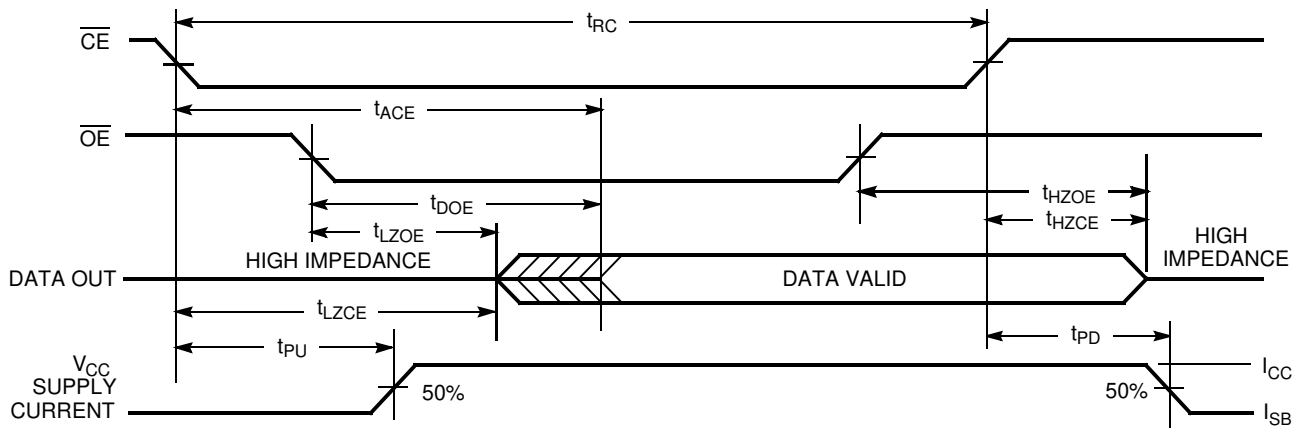 tRC
CE
tACE
OE
tHZOE
tDOE
tHZCE
tLZOE
HIGH IMPEDANCE
HIGH
IMPEDANCE
DATA OUT
DATA VALID
tLZCE
tPU
tPD
VCC
SUPPLY
CURRENT
50%
50%
ICC
ISB